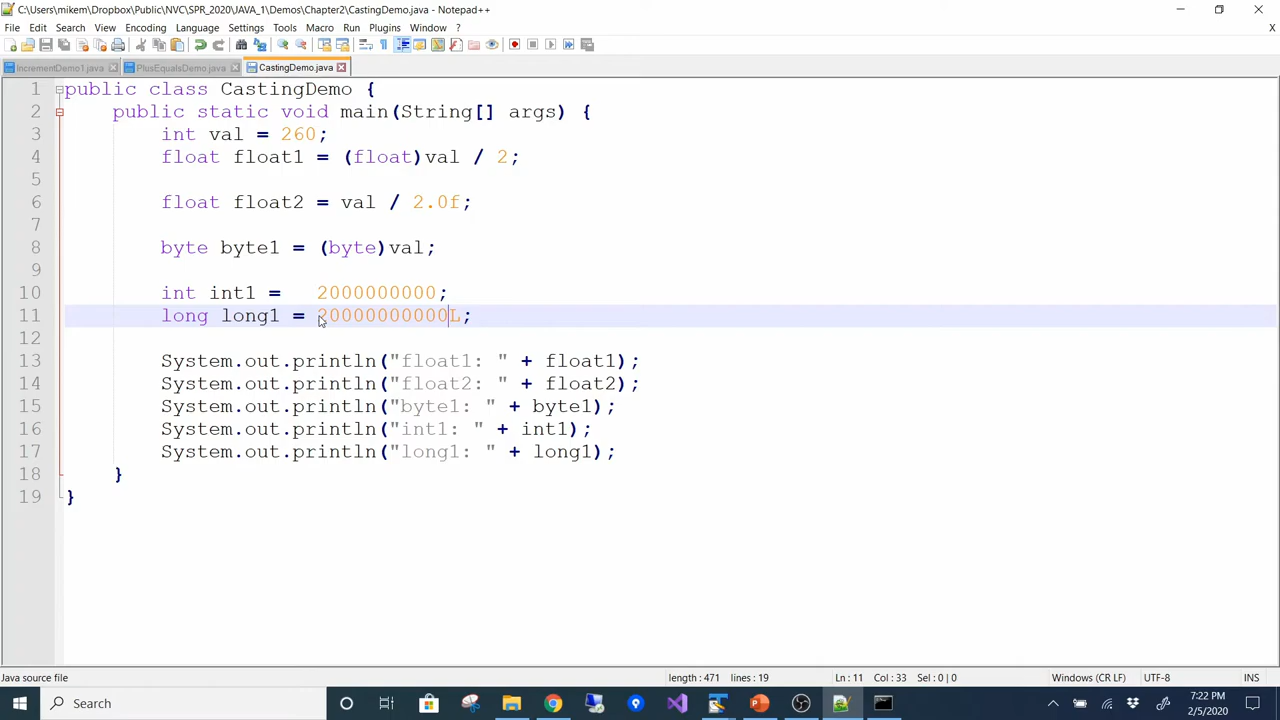 C:\Users\mikem\Dropbox\Public\NVC\SPR_2020\JAVA_1\Demos\Chapter2\CastingDemo.java - Notepad++
File Edit Search View Encoding Language Settings Tools Macro Run Plugins Window ?
X
IncrementDemo1.java PlusEqualsDemo.java CastingDemo.java
1 public class CastingDemo {
2 public static void main(String[] args) {
3 int val = 260;
4 float float1 = (float)val / 2;
5
6 float float2 = val / 2.0f;
7
8 byte byte1 = (byte)val;
9
10 int int1 =   2000000000;
11 long long1 = 20000000000L;
12
13 System.out.println("float1: " + float1);
14 System.out.println("float2: " + float2);
15 System.out.println("byte1: " + byte1);
16 System.out.println("int1: " + int1);
17 System.out.println("long1: " + long1);
18 }
19 }
Java source file length : 471 lines : 19 Ln : 11 Col : 33 Sel : 0 | 0 Windows (CR LF) UTF-8 INS
Search
7:22 PM
2/5/2020